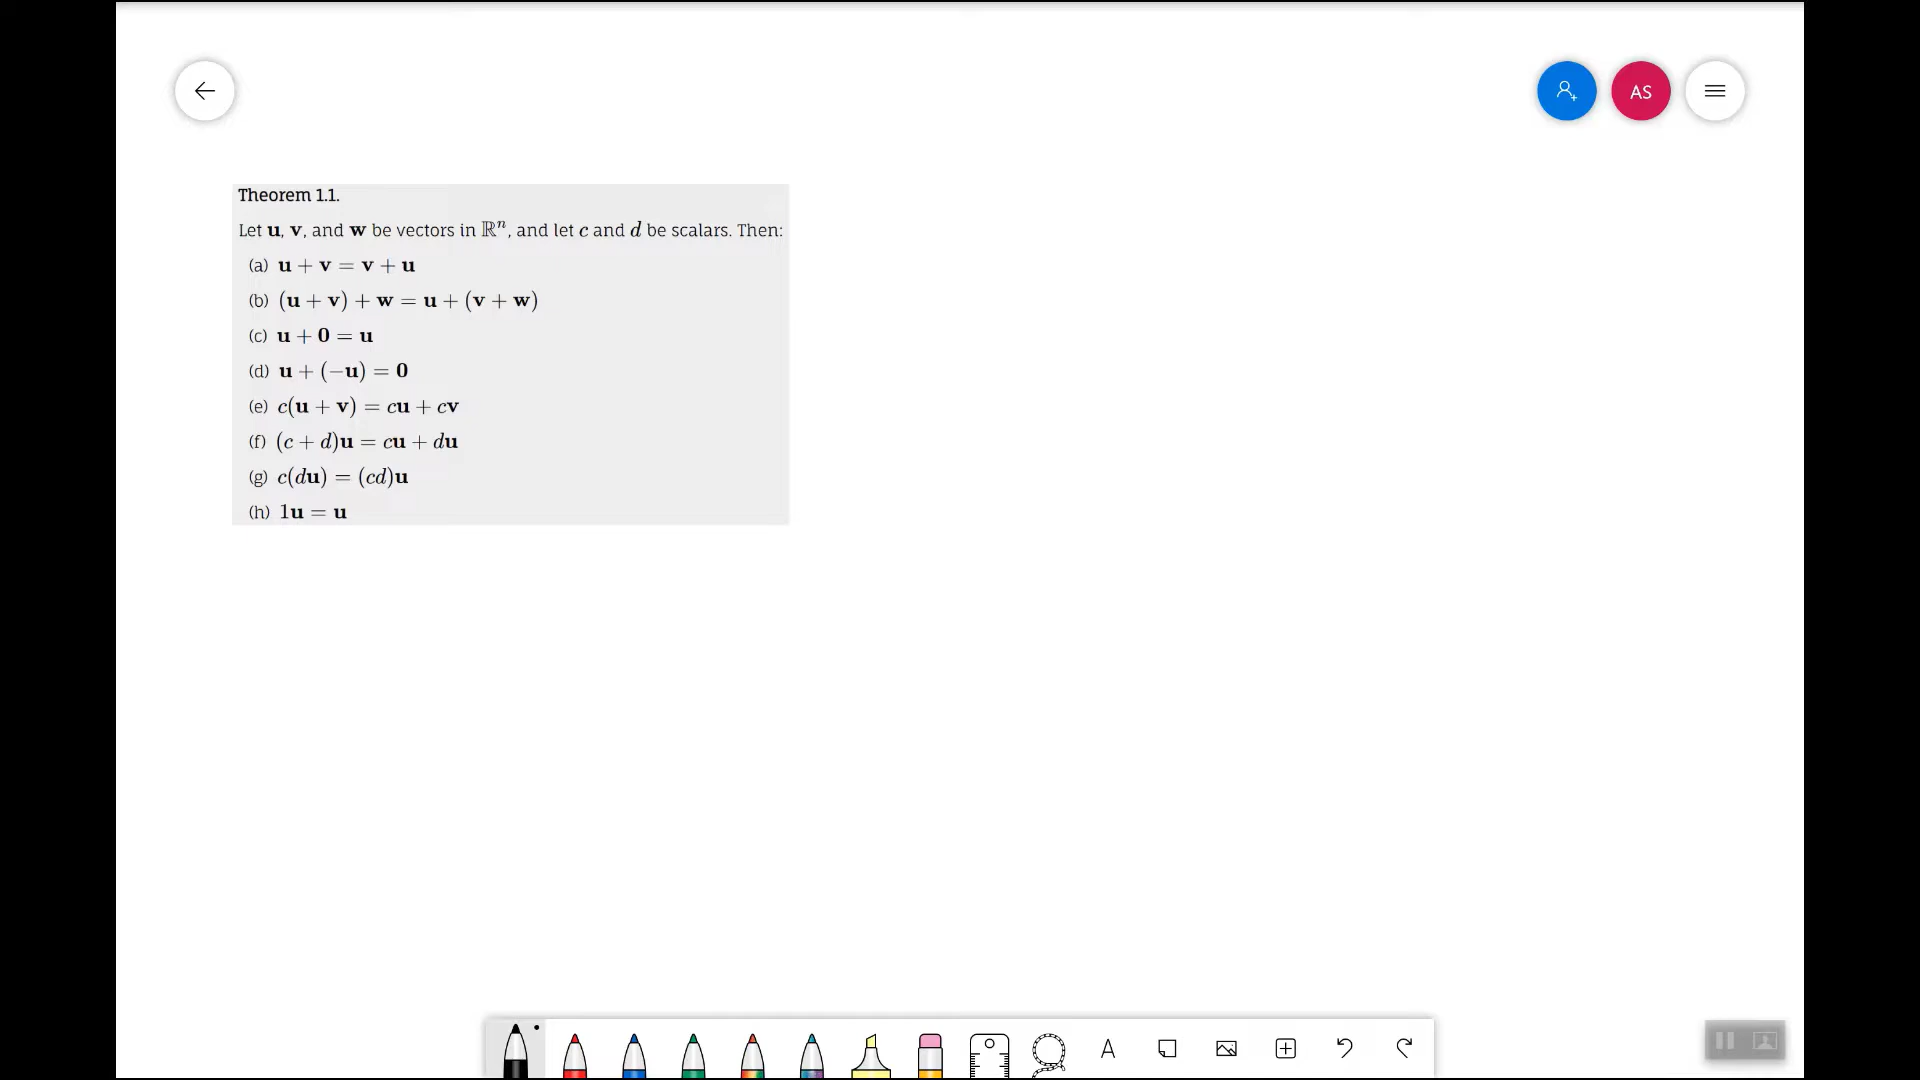 AS
Theorem 1.1.
Let u, v, and w be vectors in ℝⁿ, and let c and d be scalars. Then:
(a) u + v = v + u
(b) (u + v) + w = u + (v + w)
(c) u + 0 = u
(d) u + (−u) = 0
(e) c(u + v) = cu + cv
(f) (c + d)u = cu + du
(g) c(du) = (cd)u
(h) 1u = u